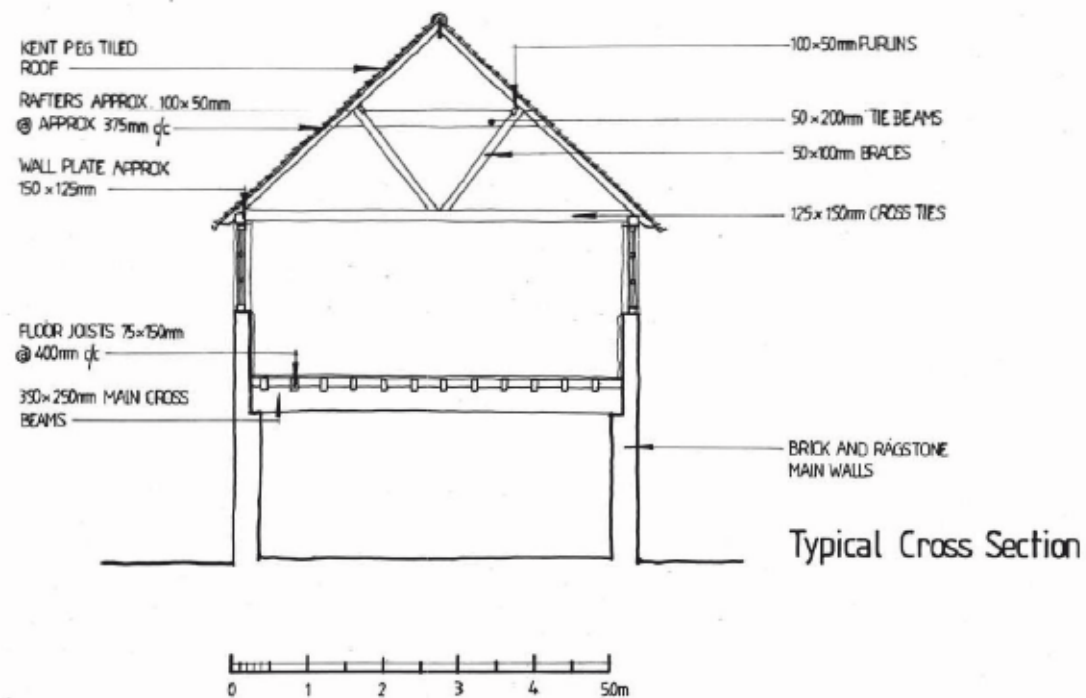 KENT PEG TILED
ROOF
RAFTERS APPROX. 100×50mm
@ APPROX 375mm c/c
WALL PLATE APPROX
150×125mm
FLOOR JOISTS 75×150mm
@ 400mm c/c
350×250mm MAIN CROSS
BEAMS
100×50mm PURLINS
50×200mm TIE BEAMS
50×100mm BRACES
125×150mm CROSS TIES
BRICK AND RAGSTONE
MAIN WALLS
Typical Cross Section
0 1 2 3 4 5.0m